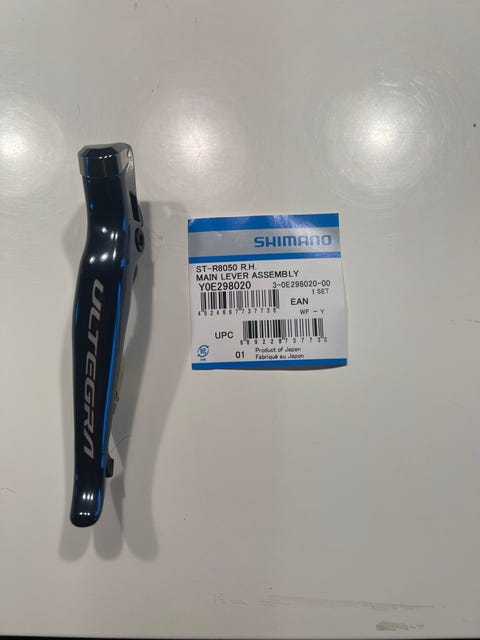 ULTEGRA
SHIMANO
ST-R8050 R.H.
MAIN LEVER ASSEMBLY
Y0E298020 3-0E298020-00
1 SET
EAN
WF - Y
UPC
01 Product of Japan
Fabriqué au Japon